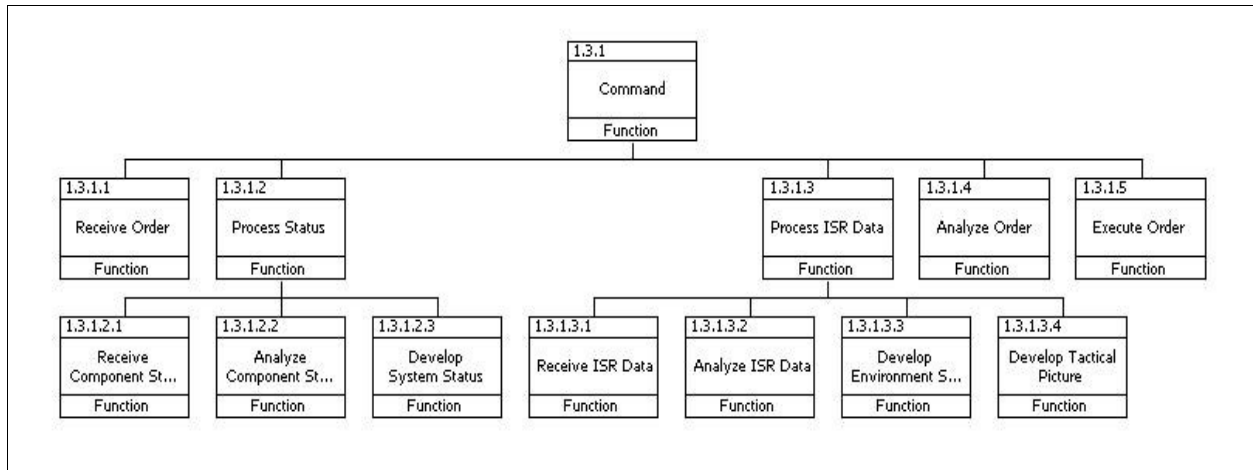 1.3.1
Command
Function
1.3.1.1
Receive Order
Function
1.3.1.2
Process Status
Function
1.3.1.3
Process ISR Data
Function
1.3.1.4
Analyze Order
Function
1.3.1.5
Execute Order
Function
1.3.1.2.1
Receive
Component St...
Function
1.3.1.2.2
Analyze
Component St...
Function
1.3.1.2.3
Develop
System Status
Function
1.3.1.3.1
Receive ISR Data
Function
1.3.1.3.2
Analyze ISR Data
Function
1.3.1.3.3
Develop
Environment S...
Function
1.3.1.3.4
Develop Tactical
Picture
Function